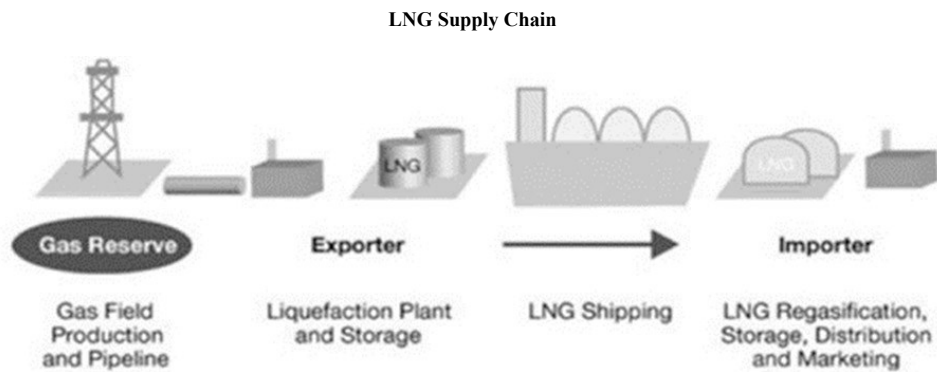 LNG Supply Chain
LNG
LNG
Gas Reserve
Exporter
Importer
Gas Field
Production
and Pipeline
Liquefaction Plant
and Storage
LNG Shipping
LNG Regasification,
Storage, Distribution
and Marketing